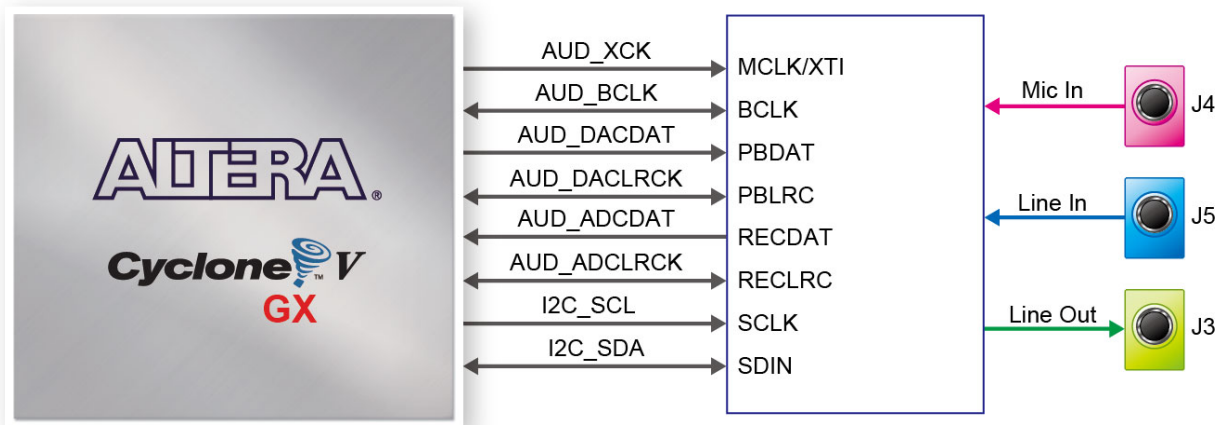 ALTERA®
Cyclone™ V
GX
AUD_XCK
AUD_BCLK
AUD_DACDAT
AUD_DACLRCK
AUD_ADCDAT
AUD_ADCLRCK
I2C_SCL
I2C_SDA
MCLK/XTI
BCLK
PBDAT
PBLRC
RECDAT
RECLRC
SCLK
SDIN
Mic In
J4
Line In
J5
Line Out
J3